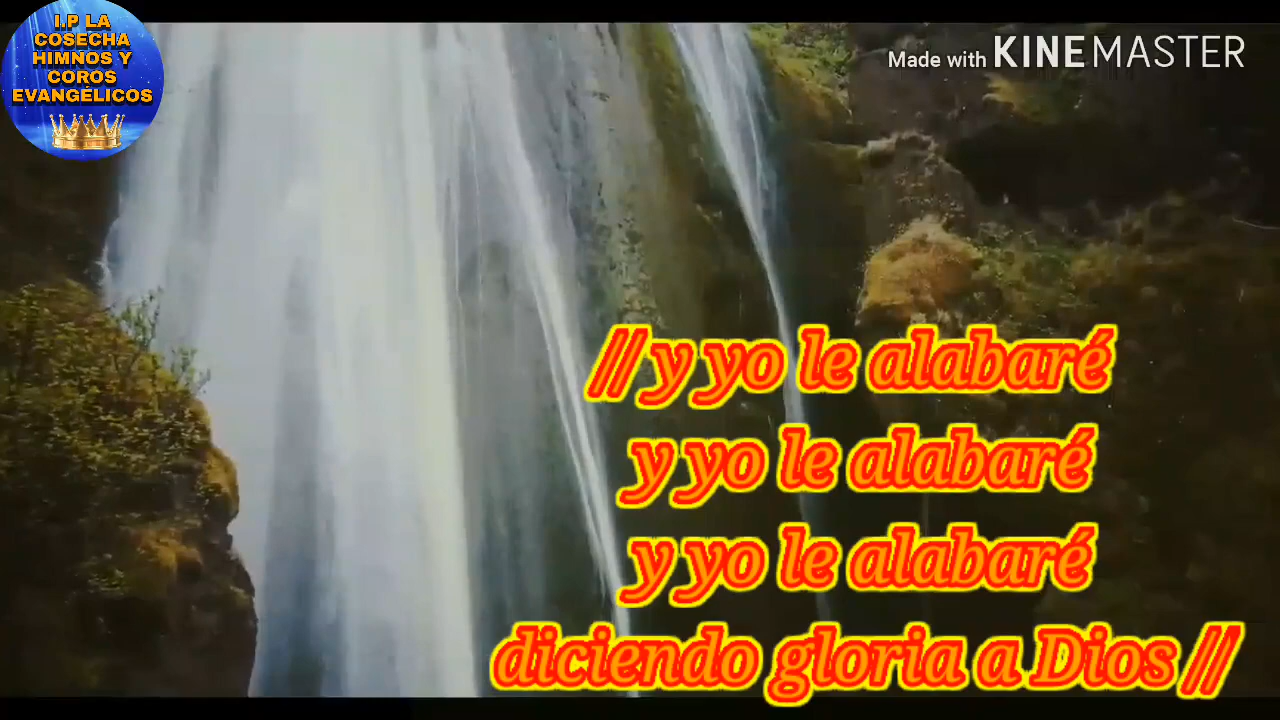 I.P LA
COSECHA
HIMNOS Y
COROS
EVANGÉLICOS
Made with KINEMASTER
// y yo le alabaré
y yo le alabaré
y yo le alabaré
diciendo gloria a Dios //